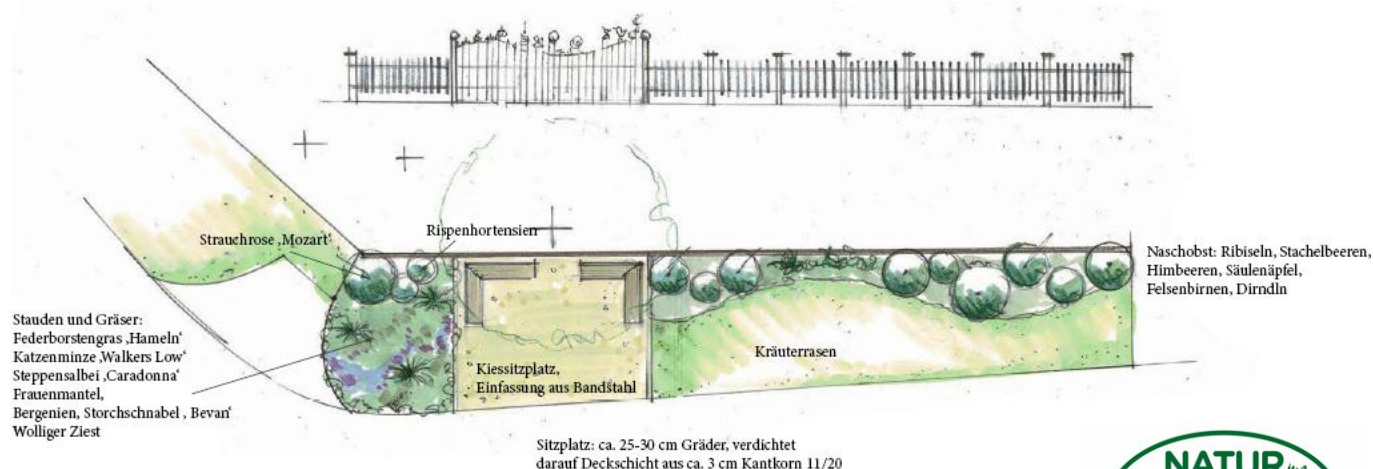 Strauchrose ‚Mozart‘
Rispenhortensien
Naschobst: Ribiseln, Stachelbeeren,
Himbeeren, Säulenäpfel,
Felsenbirnen, Dirndln
Stauden und Gräser:
Federborstengras ‚Hameln‘
Katzenminze ‚Walkers Low‘
Steppensalbei ‚Caradonna‘
Frauenmantel,
Bergenien, Storchschnabel ‚ Bevan‘
Wolliger Ziest
Kiessitzplatz,
Einfassung aus Bandstahl
Kräuterrasen
Sitzplatz: ca. 25-30 cm Gräder, verdichtet
darauf Deckschicht aus ca. 3 cm Kantkorn 11/20
NATUR